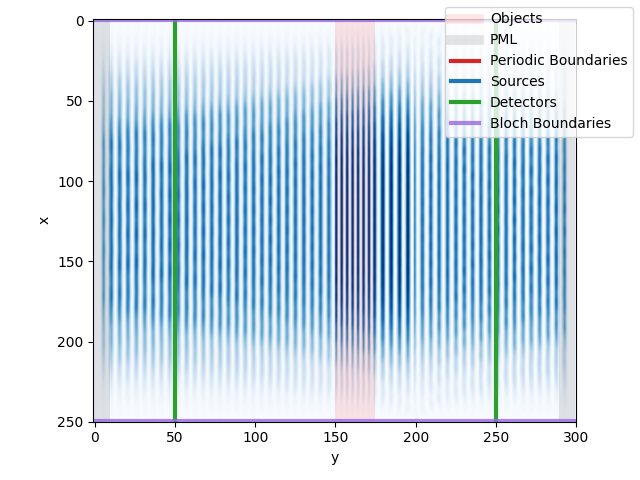 Objects
PML
Periodic Boundaries
Sources
Detectors
Bloch Boundaries
0
50
100
150
200
250
x
0
50
100
150
200
250
300
y